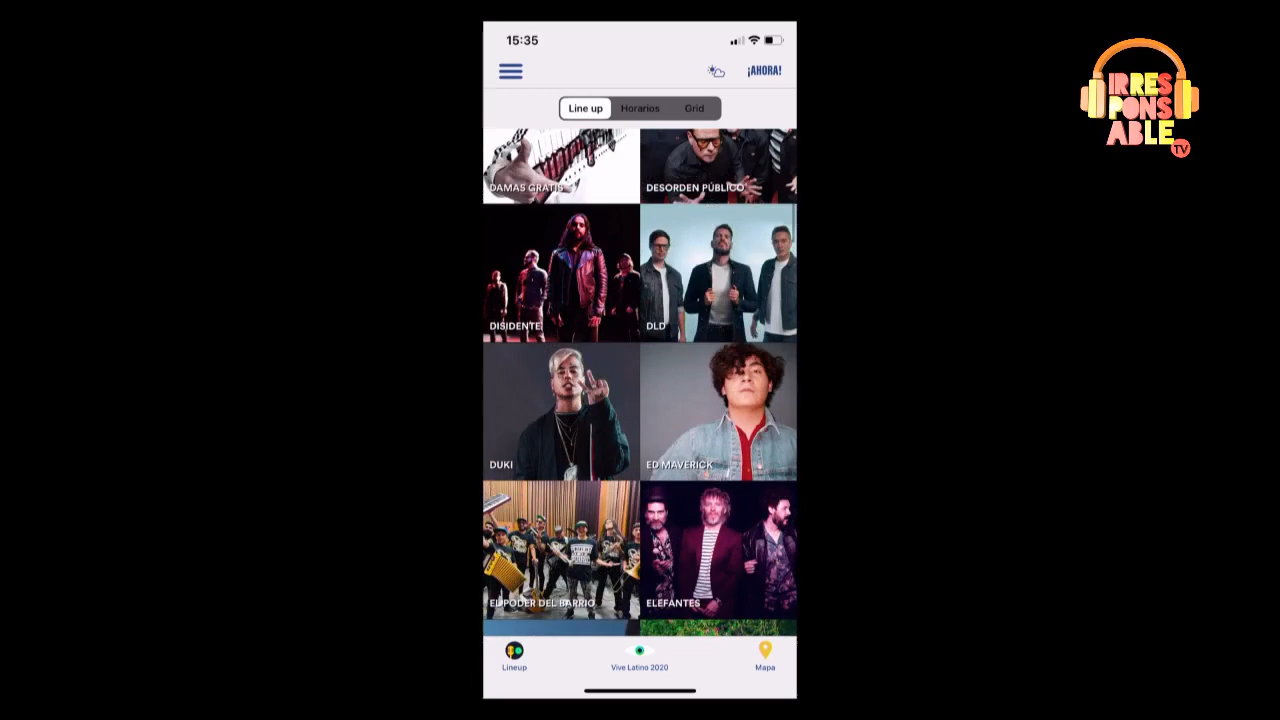 15:35
¡AHORA!
Line up Horarios Grid
DAMAS GRATIS
DESORDEN PÚBLICO
DISIDENTE
DLD
DUKI
ED MAVERICK
EL PODER DEL BARRIO
ELEFANTES
Lineup
Vive Latino 2020
Mapa
IRRES
PONS
ABLE
TV